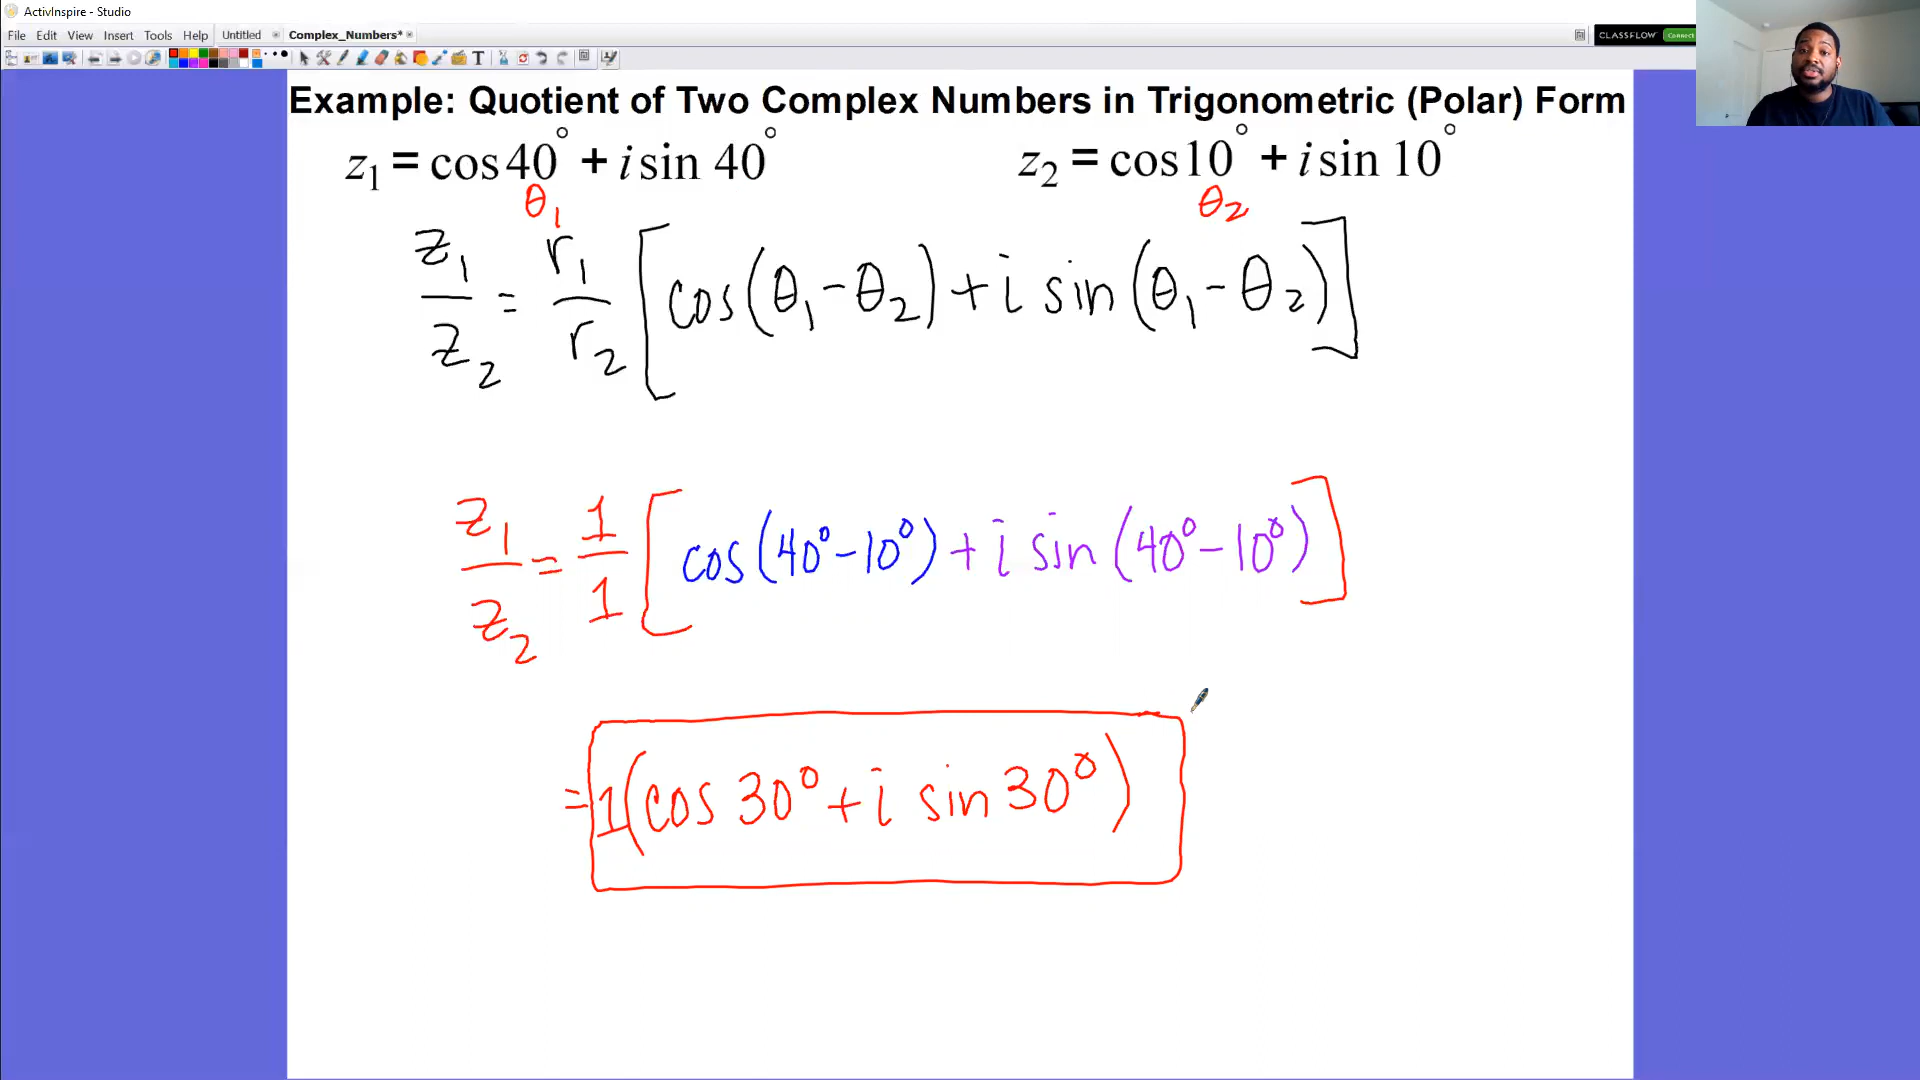 ActivInspire - Studio
File Edit View Insert Tools Help Untitled Complex_Numbers*
CLASSFLOW Connect
Example: Quotient of Two Complex Numbers in Trigonometric (Polar) Form
z₁ = cos 40° + i sin 40° z₂ = cos 10° + i sin 10°
θ₁ θ₂
z₁/z₂ = r₁/r₂ [cos(θ₁ - θ₂) + i sin(θ₁ - θ₂)]
z₁/z₂ = 1/1 [cos(40° - 10°) + i sin(40° - 10°)]
= 1(cos 30° + i sin 30°)